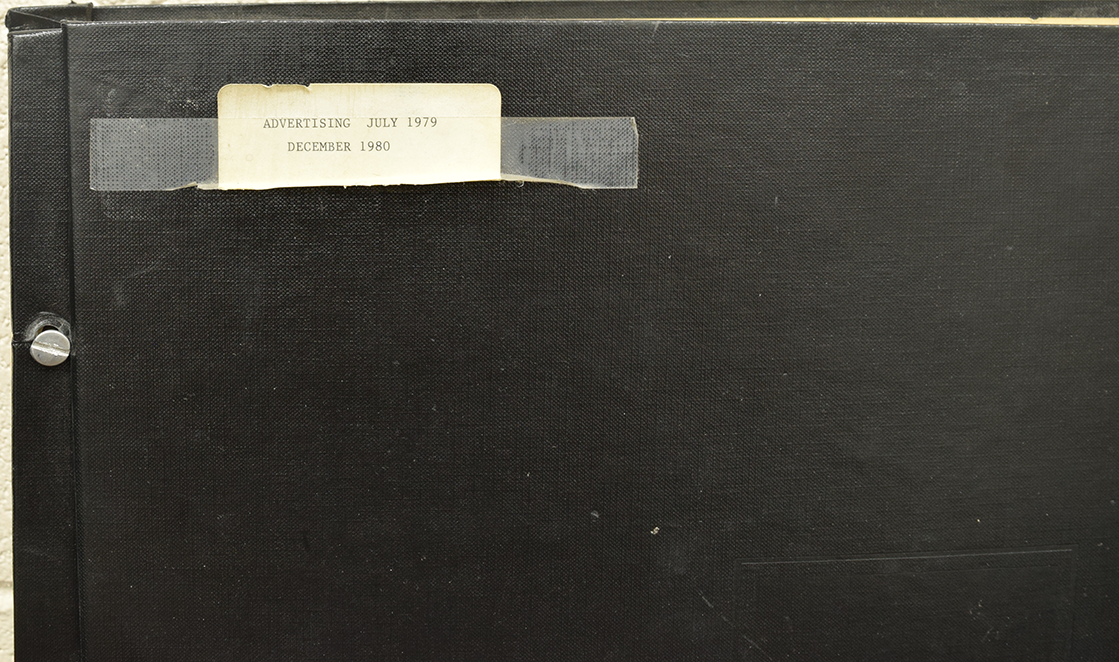 ADVERTISING JULY 1979
DECEMBER 1980